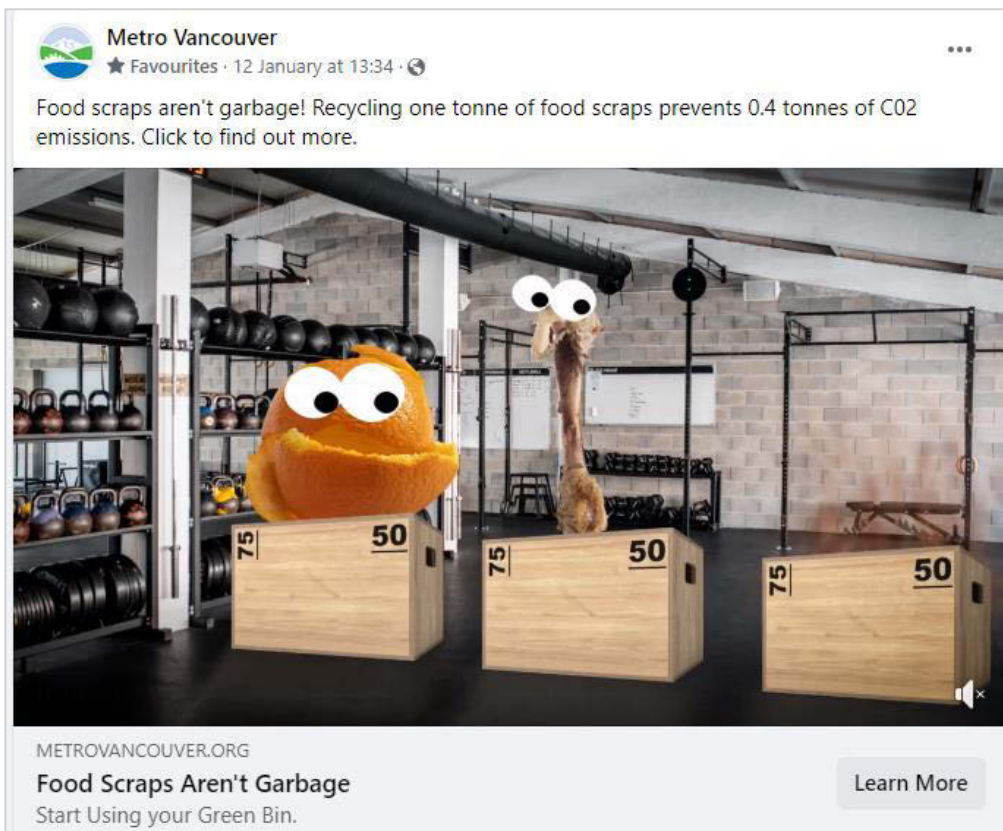 Metro Vancouver
Favourites · 12 January at 13:34 ·
Food scraps aren't garbage! Recycling one tonne of food scraps prevents 0.4 tonnes of C02
emissions. Click to find out more.
75 50
75 50
75 50
METROVANCOUVER.ORG
Food Scraps Aren't Garbage
Start Using your Green Bin.
Learn More